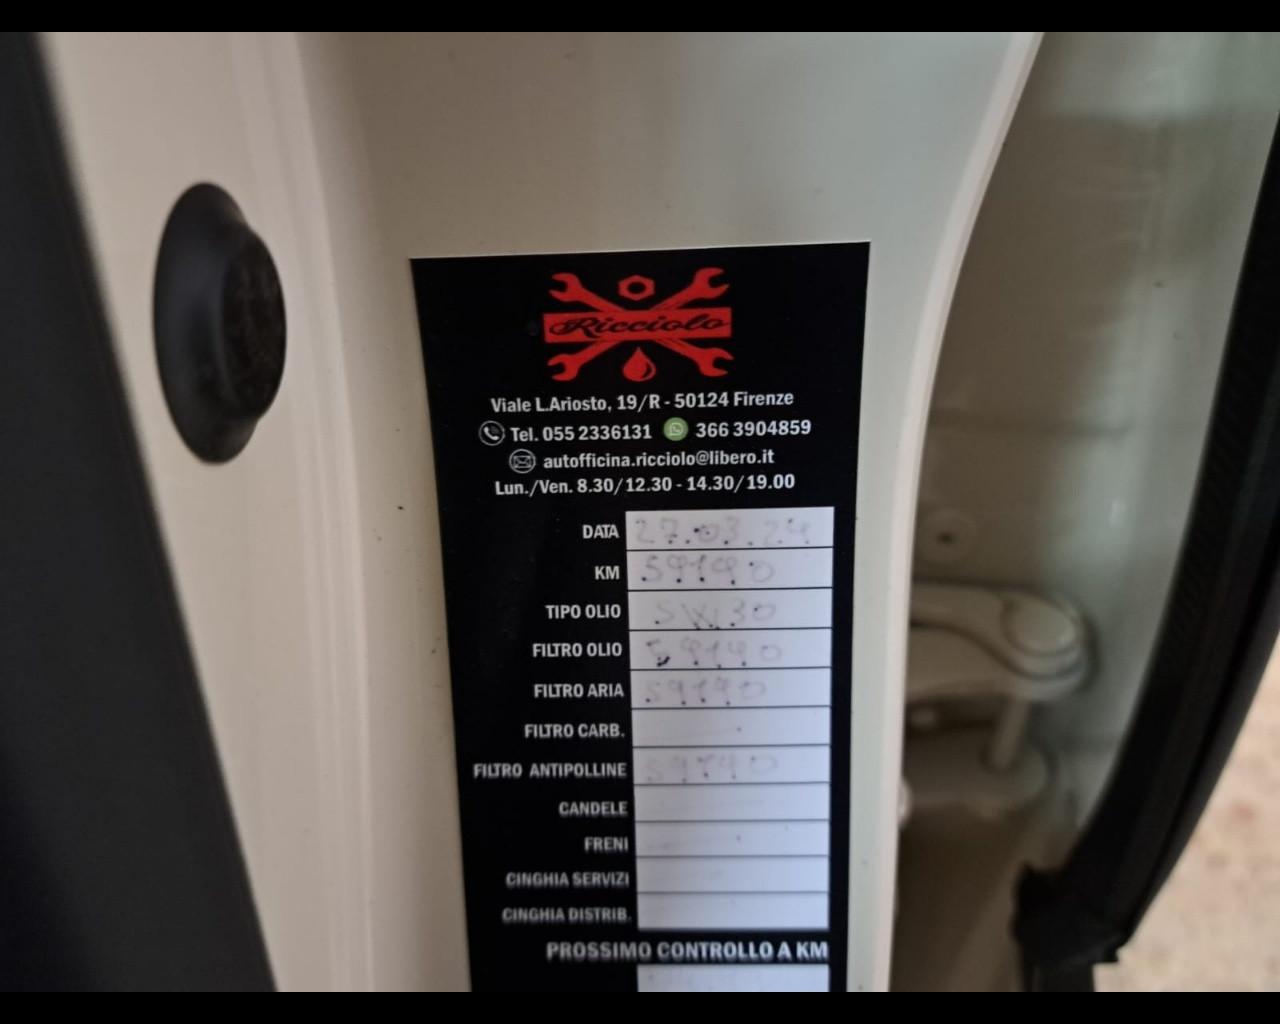 Ricciolo
Viale L.Ariosto, 19/R - 50124 Firenze
Tel. 055 2336131 366 3904859
autofficina.ricciolo@libero.it
Lun./Ven. 8.30/12.30 - 14.30/19.00
DATA 27.03.24
KM 59190
TIPO OLIO 5W30
FILTRO OLIO 59190
FILTRO ARIA 59190
FILTRO CARB.
FILTRO ANTIPOLLINE 59190
CANDELE
FRENI
CINGHIA SERVIZI
CINGHIA DISTRIB.
PROSSIMO CONTROLLO A KM